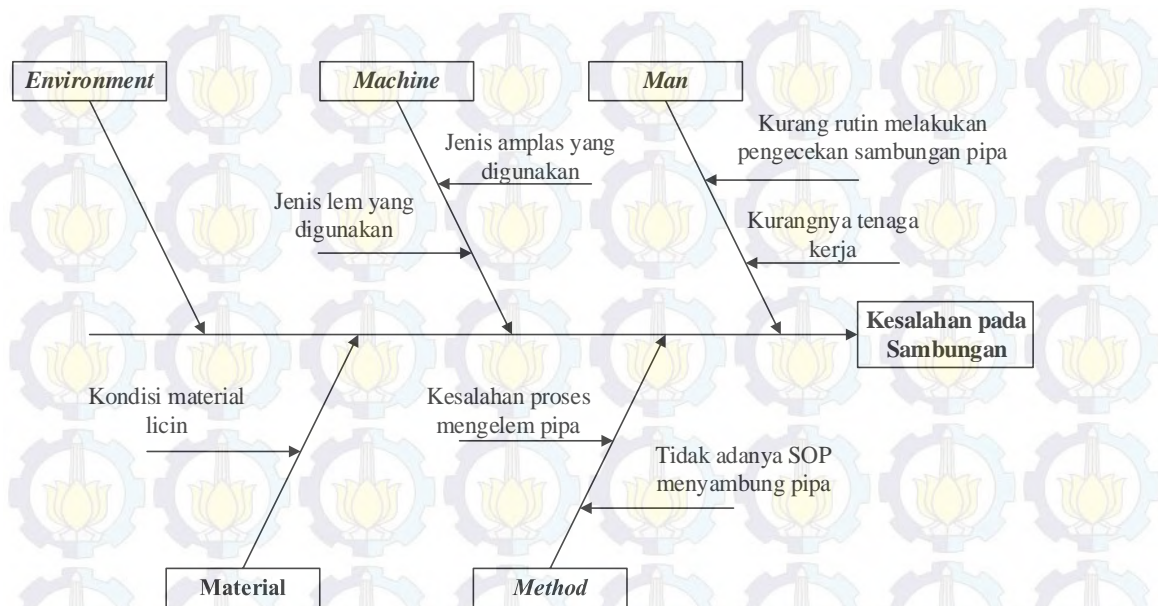 Environment
Machine
Man
Kurang rutin melakukan
pengecekan sambungan pipa
Jenis amplas yang
digunakan
Jenis lem yang
digunakan
Kurangnya tenaga
kerja
Kesalahan pada
Sambungan
Kondisi material
licin
Kesalahan proses
mengelem pipa
Tidak adanya SOP
menyambung pipa
Material
Method